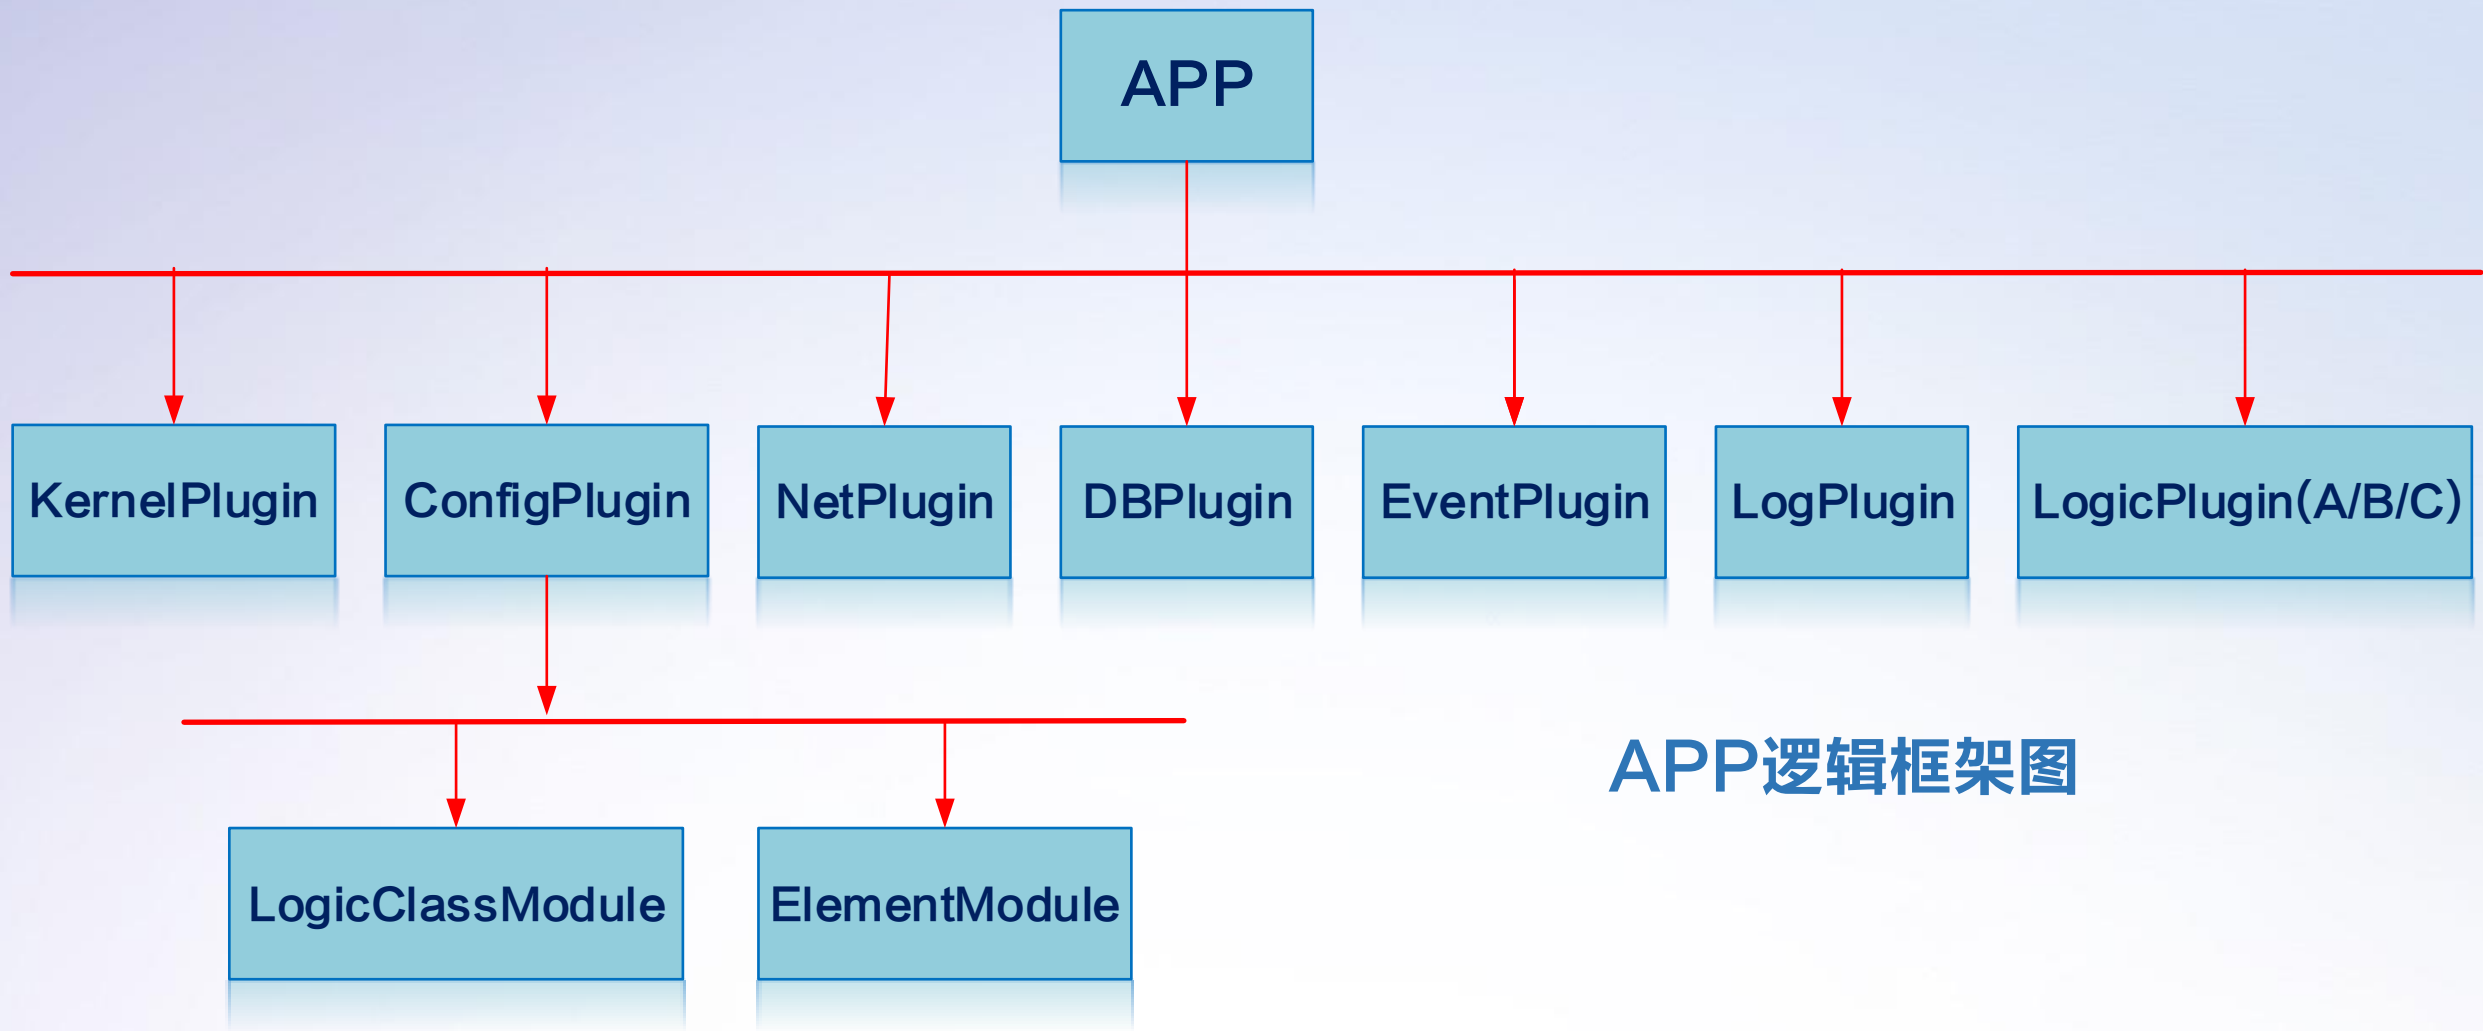 APP
KernelPlugin
ConfigPlugin
NetPlugin
DBPlugin
EventPlugin
LogPlugin
LogicPlugin(A/B/C)
APP逻辑框架图
LogicClassModule
ElementModule